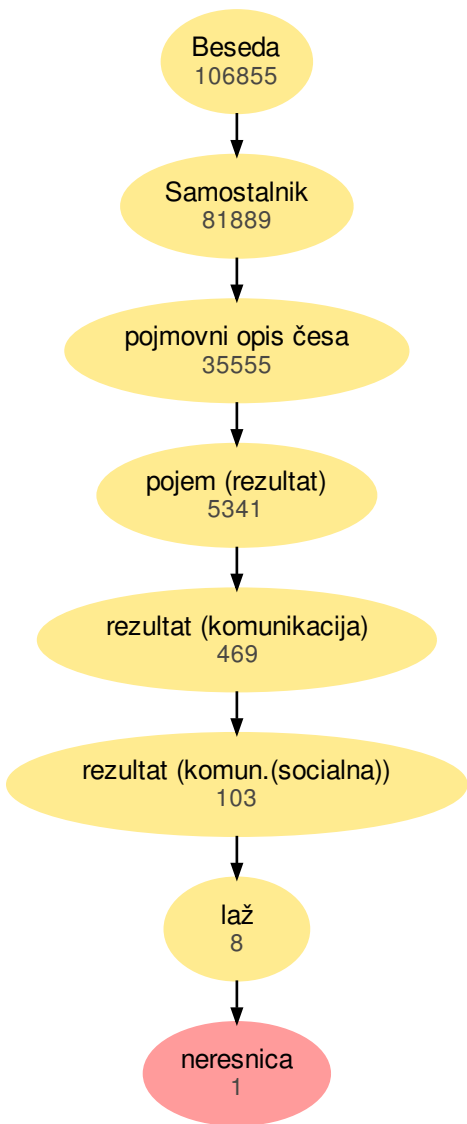 Beseda
106855
Samostalnik
81889
pojmovni opis česa
35555
pojem (rezultat)
5341
rezultat (komunikacija)
469
rezultat (komun.(socialna))
103
laž
8
neresnica
1